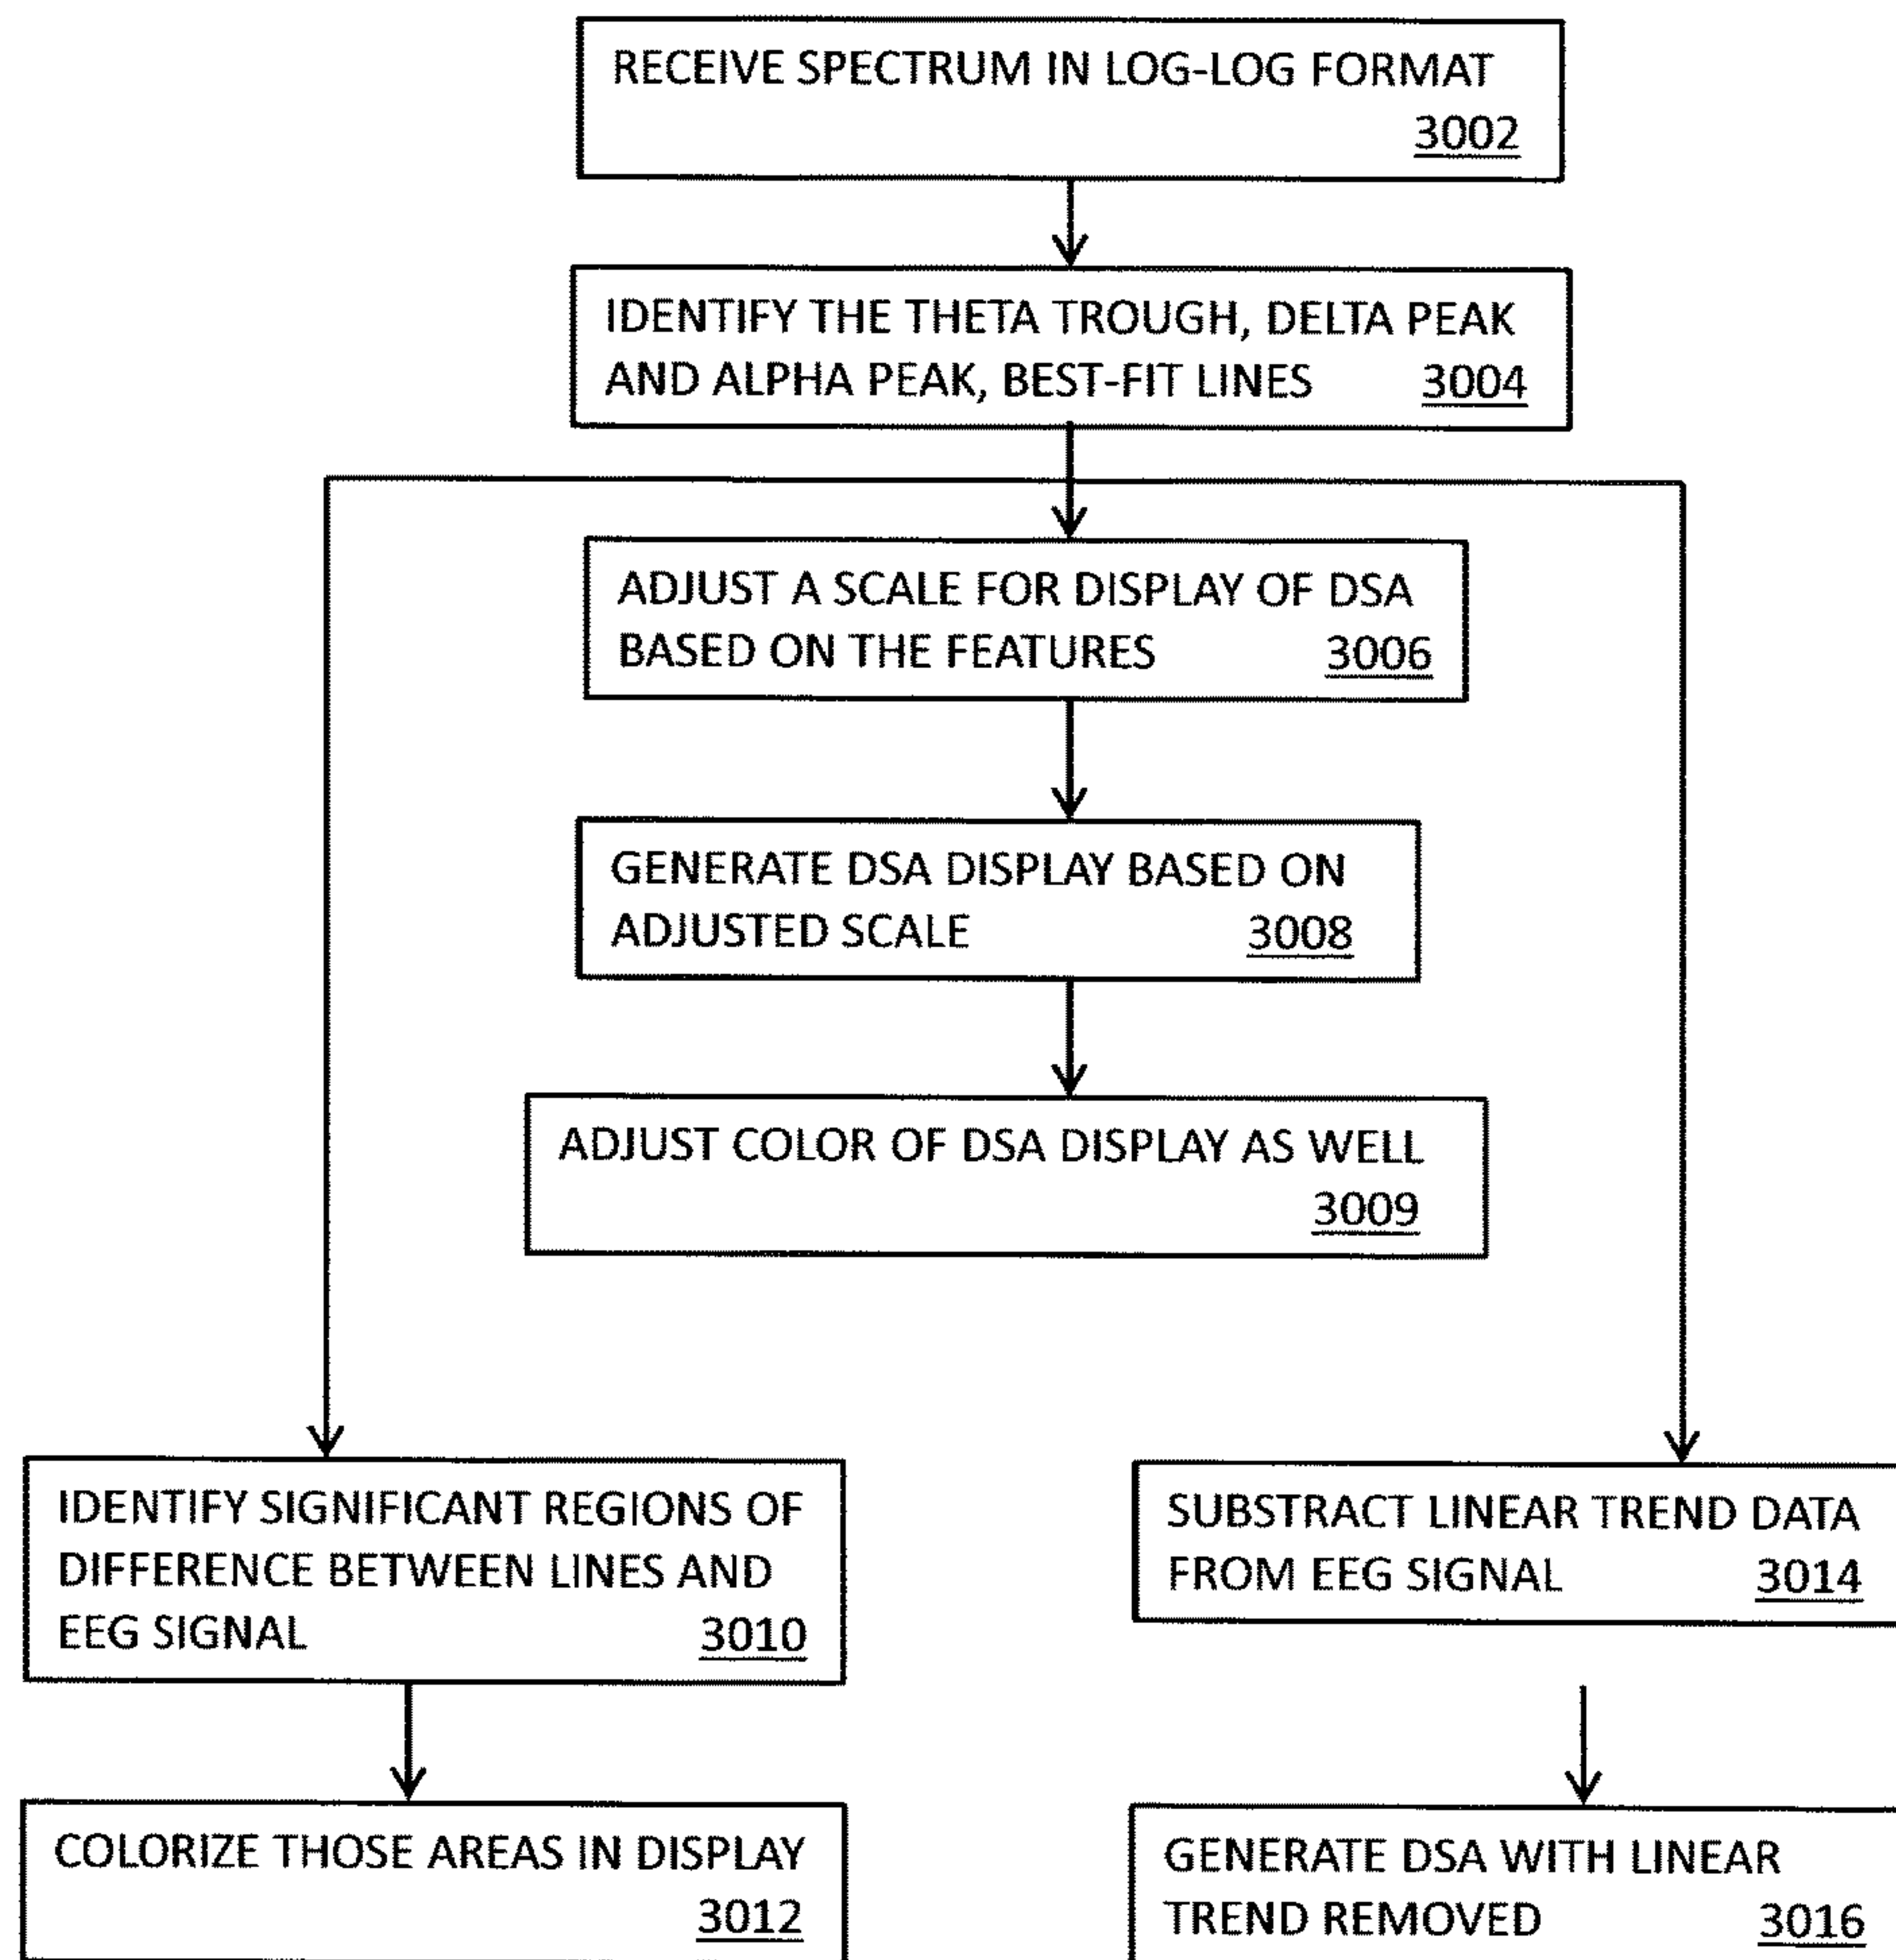 RECEIVE SPECTRUM IN LOG-LOG FORMAT
3002
IDENTIFY THE THETA TROUGH, DELTA PEAK
AND ALPHA PEAK, BEST-FIT LINES 3004
ADJUST A SCALE FOR DISPLAY OF DSA
BASED ON THE FEATURES 3006
GENERATE DSA DISPLAY BASED ON
ADJUSTED SCALE 3008
ADJUST COLOR OF DSA DISPLAY AS WELL
3009
IDENTIFY SIGNIFICANT REGIONS OF
DIFFERENCE BETWEEN LINES AND
EEG SIGNAL 3010
COLORIZE THOSE AREAS IN DISPLAY
3012
SUBSTRACT LINEAR TREND DATA
FROM EEG SIGNAL 3014
GENERATE DSA WITH LINEAR
TREND REMOVED 3016